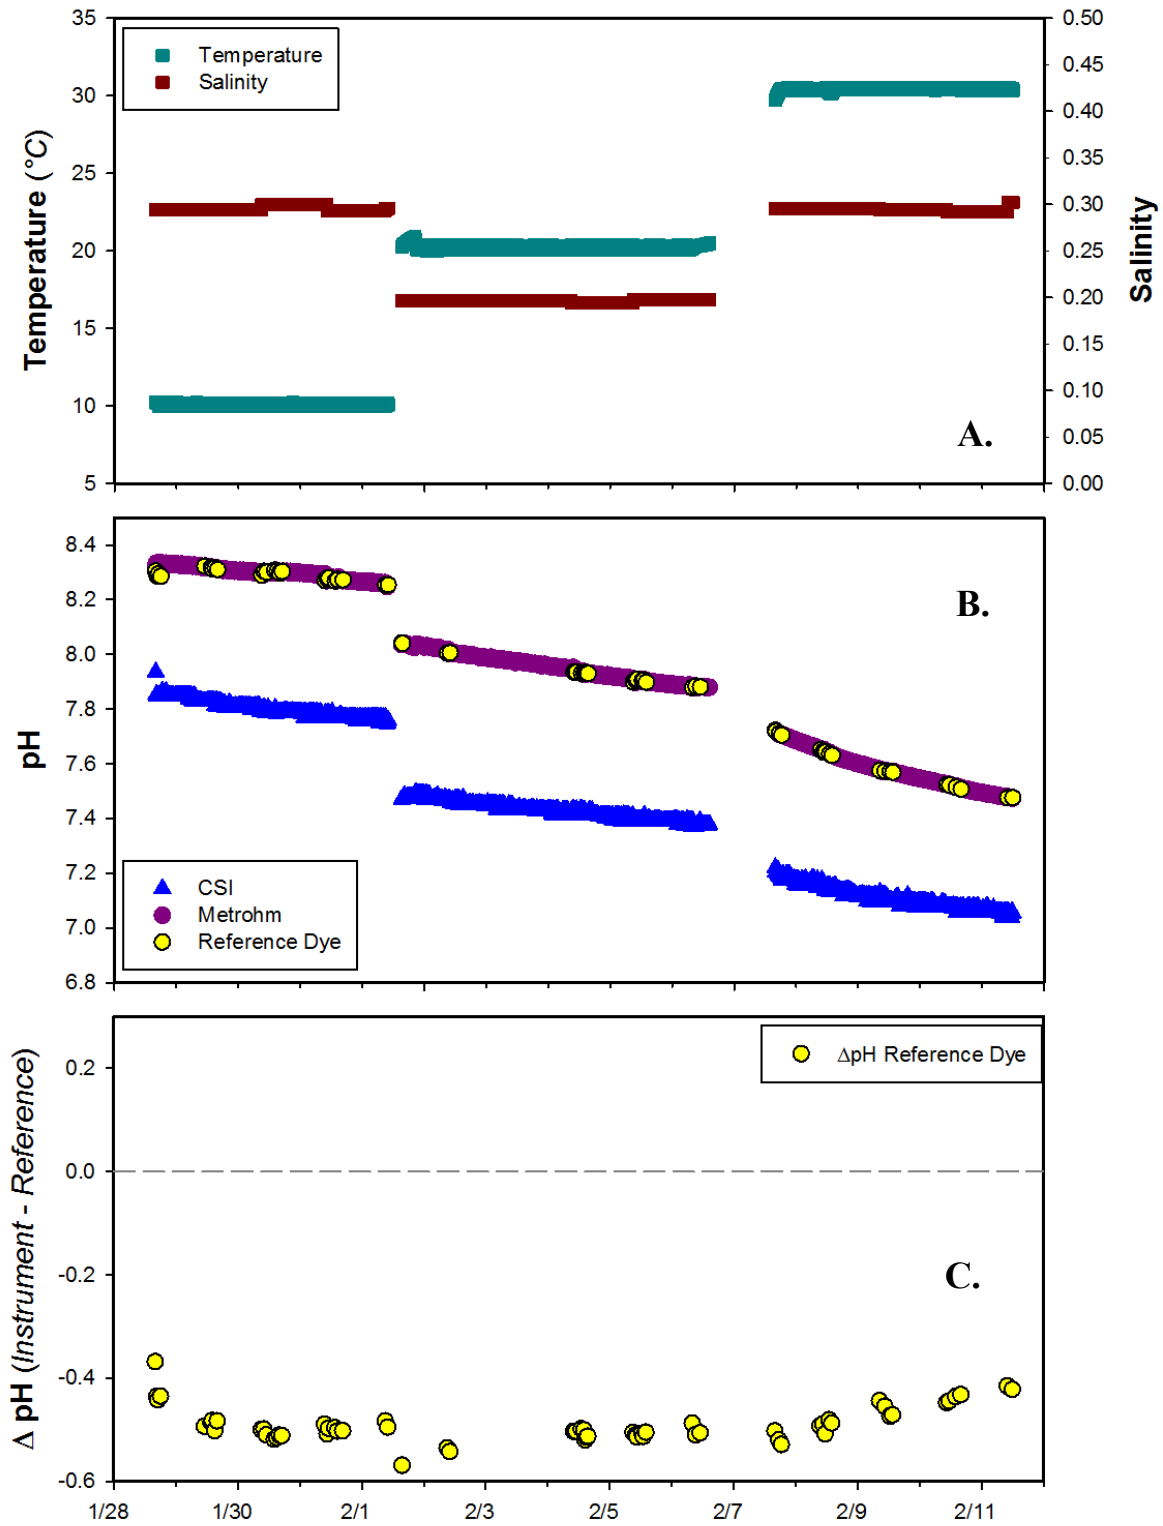 35
30
25
20
15
10
5
Temperature (°C)
Temperature
Salinity
A.
0.50
0.45
0.40
0.35
0.30
0.25
0.20
0.15
0.10
0.05
0.00
Salinity
8.4
8.2
8.0
7.8
7.6
7.4
7.2
7.0
6.8
pH
B.
CSI
Metrohm
Reference Dye
0.2
0.0
-0.2
-0.4
-0.6
Δ pH (Instrument - Reference)
ΔpH Reference Dye
C.
1/28 1/30 2/1 2/3 2/5 2/7 2/9 2/11